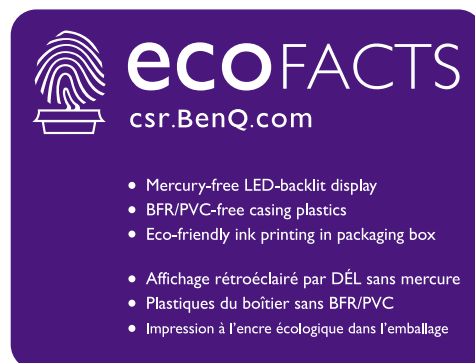 ecoFACTS
csr.BenQ.com
• Mercury-free LED-backlit display
• BFR/PVC-free casing plastics
• Eco-friendly ink printing in packaging box
• Affichage rétroéclairé par DÉL sans mercure
• Plastiques du boîtier sans BFR/PVC
• Impression à l'encre écologique dans l'emballage